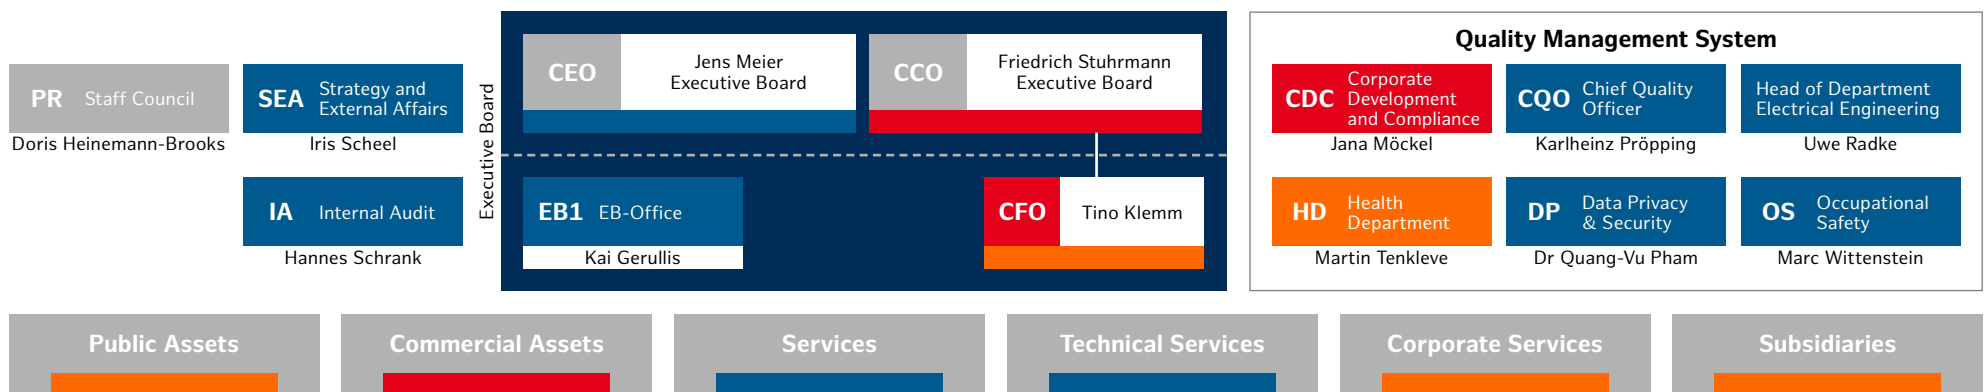 PR Staff Council
Doris Heinemann-Brooks
SEA Strategy and
External Affairs
Iris Scheel
IA Internal Audit
Hannes Schrank
Executive Board
CEO
Jens Meier
Executive Board
CCO
Friedrich Stuhrmann
Executive Board
EB1 EB-Office
Kai Gerullis
CFO Tino Klemm
Quality Management System
CDC
Corporate
Development
and Compliance
Jana Möckel
CQO
Chief Quality
Officer
Karlheinz Pröpping
Head of Department
Electrical Engineering
Uwe Radke
HD
Health
Department
Martin Tenkleve
DP
Data Privacy
& Security
Dr Quang-Vu Pham
OS
Occupational
Safety
Marc Wittenstein
Public Assets
Commercial Assets
Services
Technical Services
Corporate Services
Subsidiaries